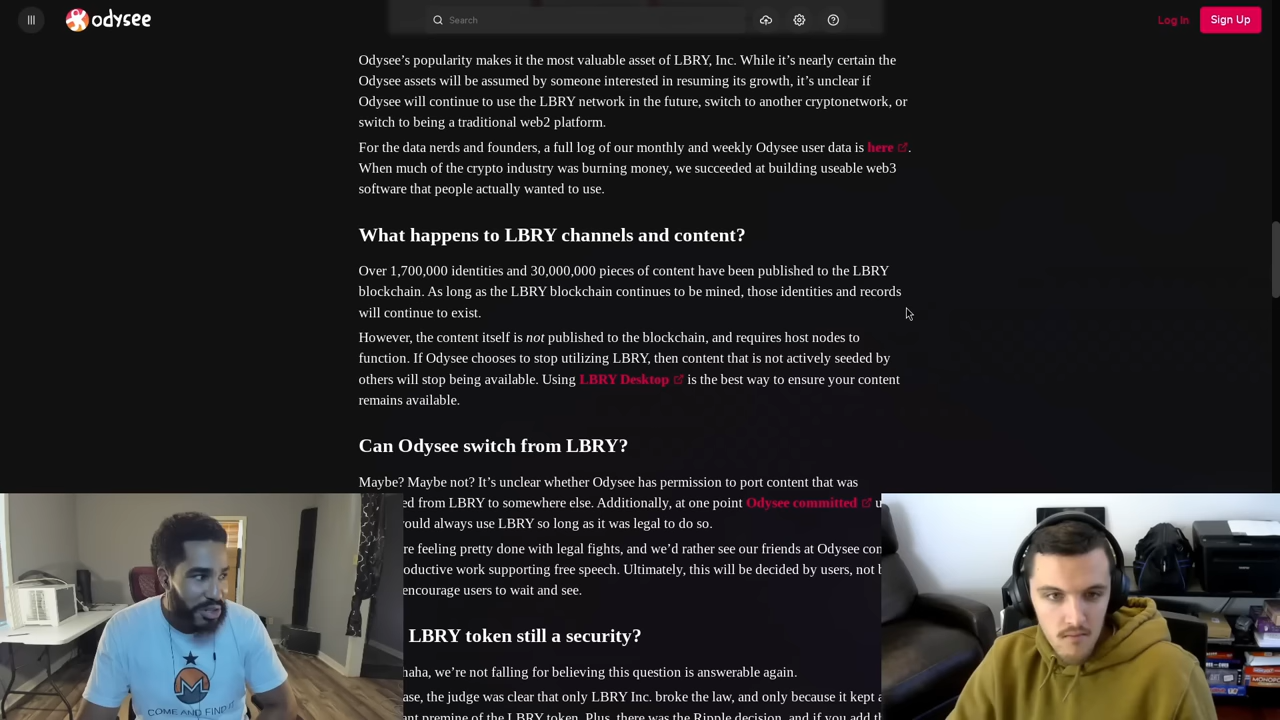 odysee
Search
Log In
Sign Up
Odysee’s popularity makes it the most valuable asset of LBRY, Inc. While it’s nearly certain the
Odysee assets will be assumed by someone interested in resuming its growth, it’s unclear if
Odysee will continue to use the LBRY network in the future, switch to another cryptonetwork, or
switch to being a traditional web2 platform.
For the data nerds and founders, a full log of our monthly and weekly Odysee user data is here.
When much of the crypto industry was burning money, we succeeded at building useable web3
software that people actually wanted to use.
What happens to LBRY channels and content?
Over 1,700,000 identities and 30,000,000 pieces of content have been published to the LBRY
blockchain. As long as the LBRY blockchain continues to be mined, those identities and records
will continue to exist.
However, the content itself is not published to the blockchain, and requires host nodes to
function. If Odysee chooses to stop utilizing LBRY, then content that is not actively seeded by
others will stop being available. Using LBRY Desktop is the best way to ensure your content
remains available.
Can Odysee switch from LBRY?
Maybe? Maybe not? It’s unclear whether Odysee has permission to port content that was
ed from LBRY to somewhere else. Additionally, at one point Odysee committed u
ould always use LBRY so long as it was legal to do so.
re feeling pretty done with legal fights, and we’d rather see our friends at Odysee con
oductive work supporting free speech. Ultimately, this will be decided by users, not b
encourage users to wait and see.
LBRY token still a security?
haha, we’re not falling for believing this question is answerable again.
ase, the judge was clear that only LBRY Inc. broke the law, and only because it kept a
ant premine of the LBRY token. Plus, there was the Ripple decision, and if you add th
COME AND FIND IT